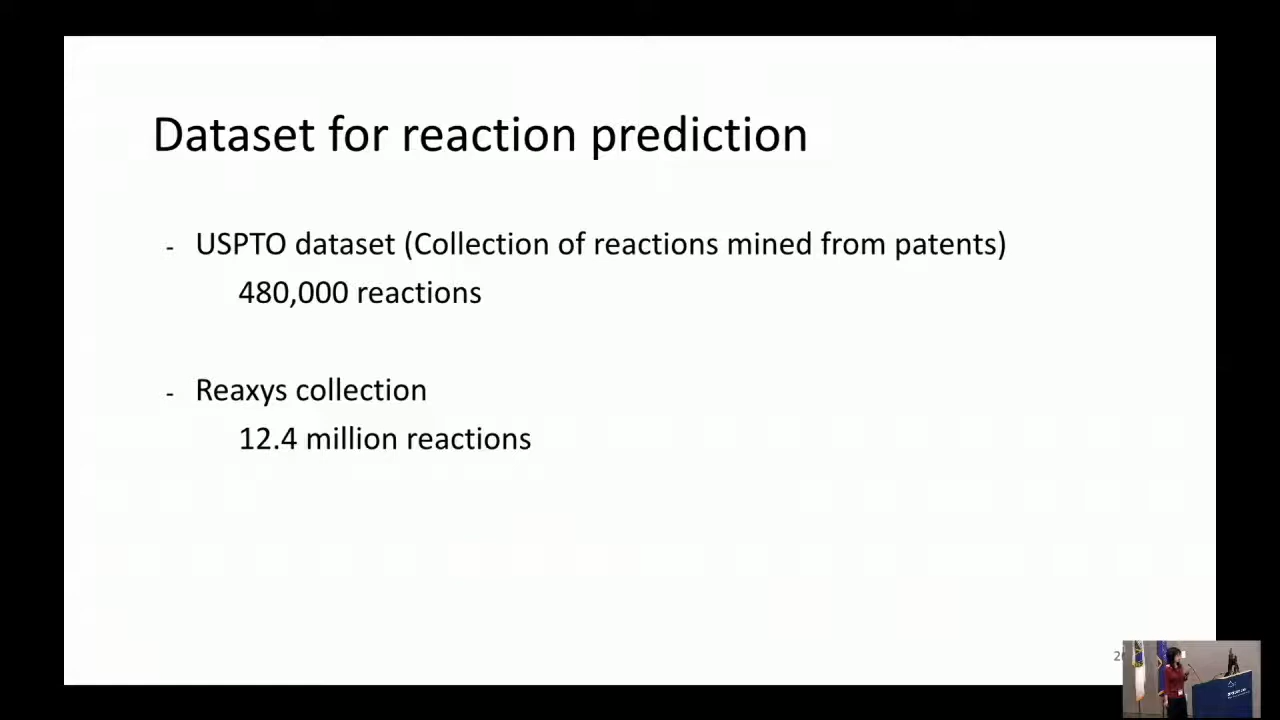 Dataset for reaction prediction
- USPTO dataset (Collection of reactions mined from patents)
480,000 reactions
- Reaxys collection
12.4 million reactions